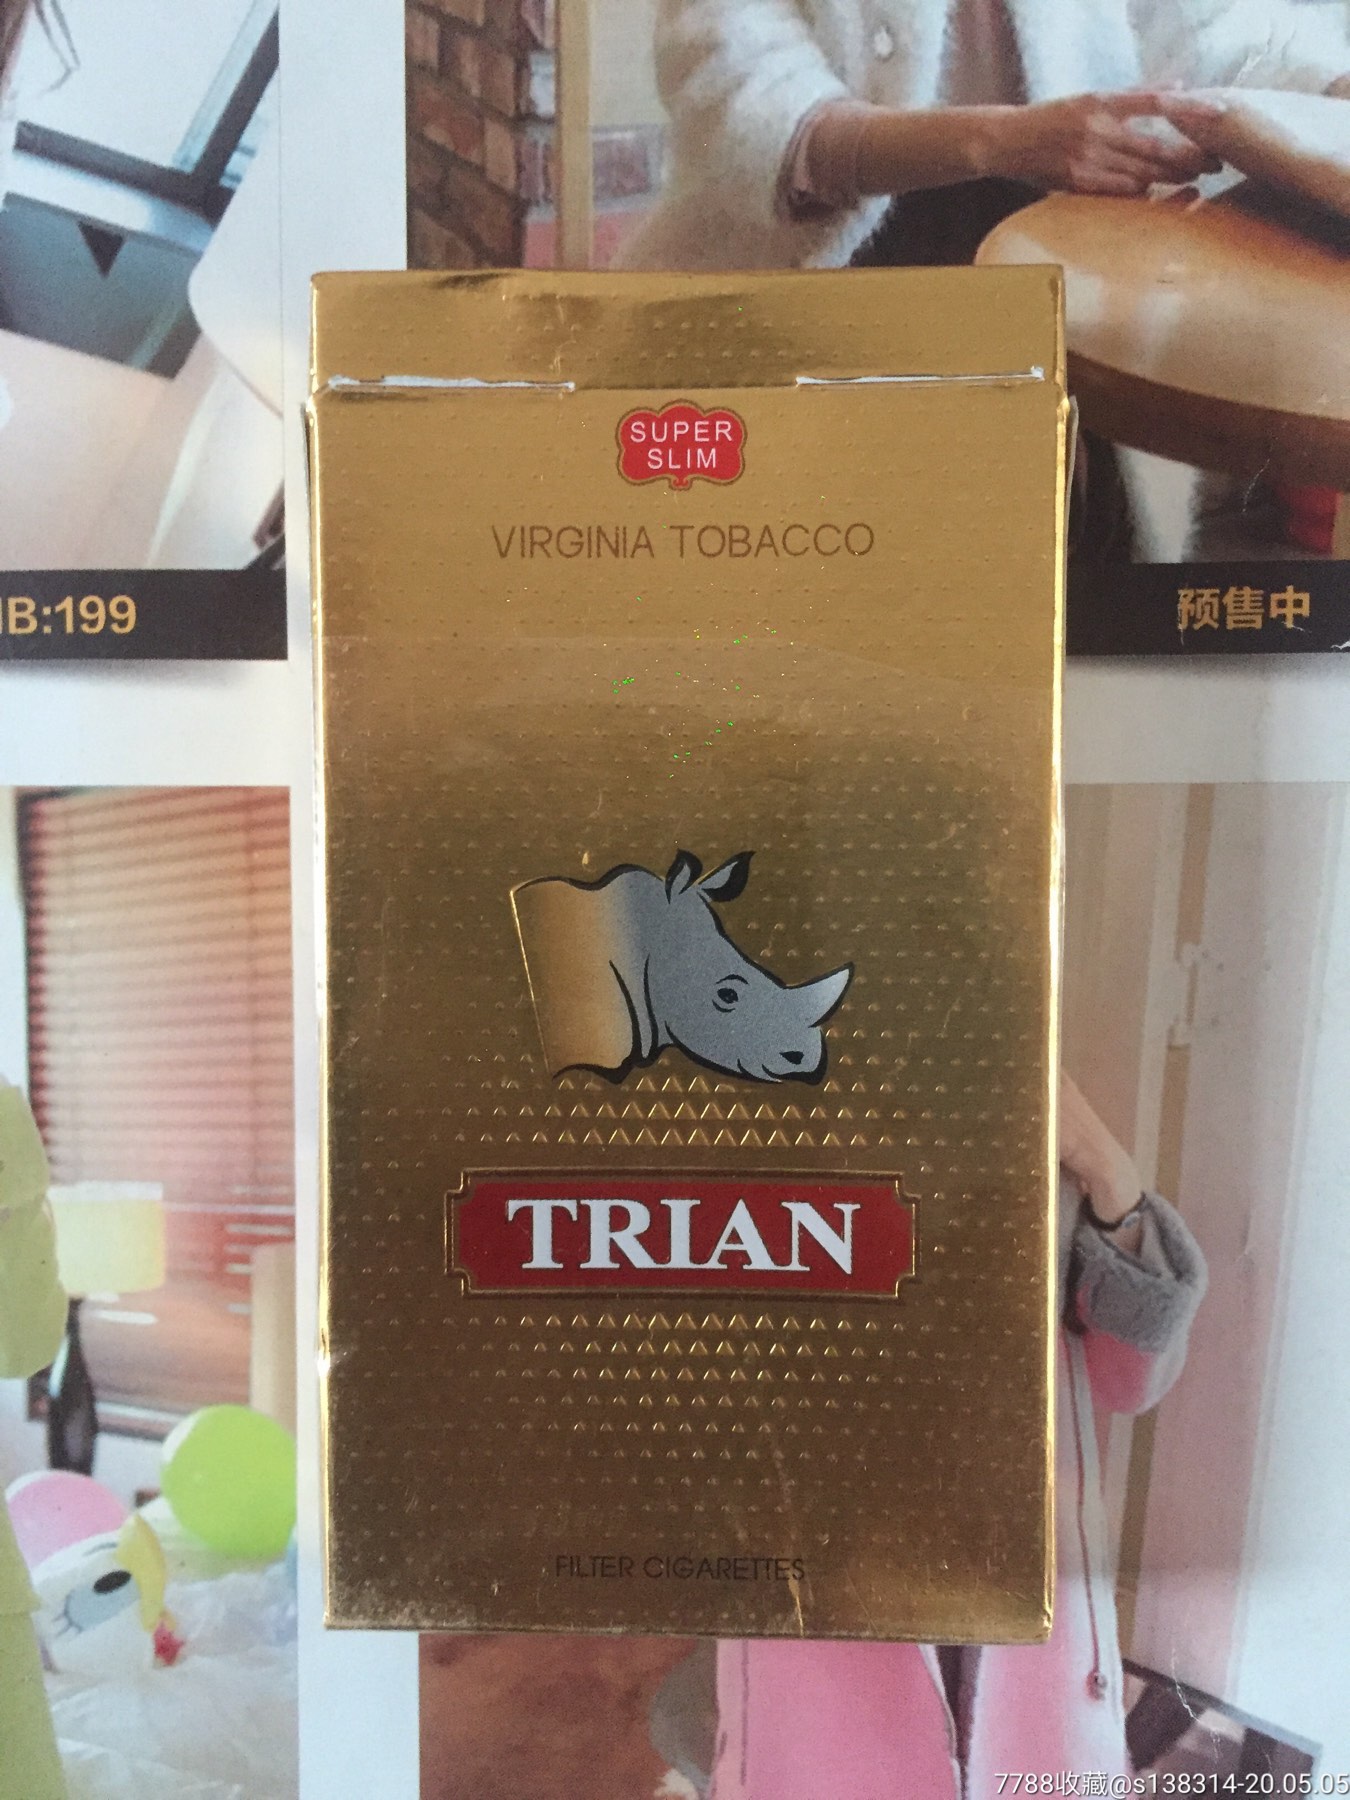 SUPER
SLIM
VIRGINIA TOBACCO
IB:199
预售中
TRIAN
FILTER CIGARETTES
7788收藏@s138314-20.05.05